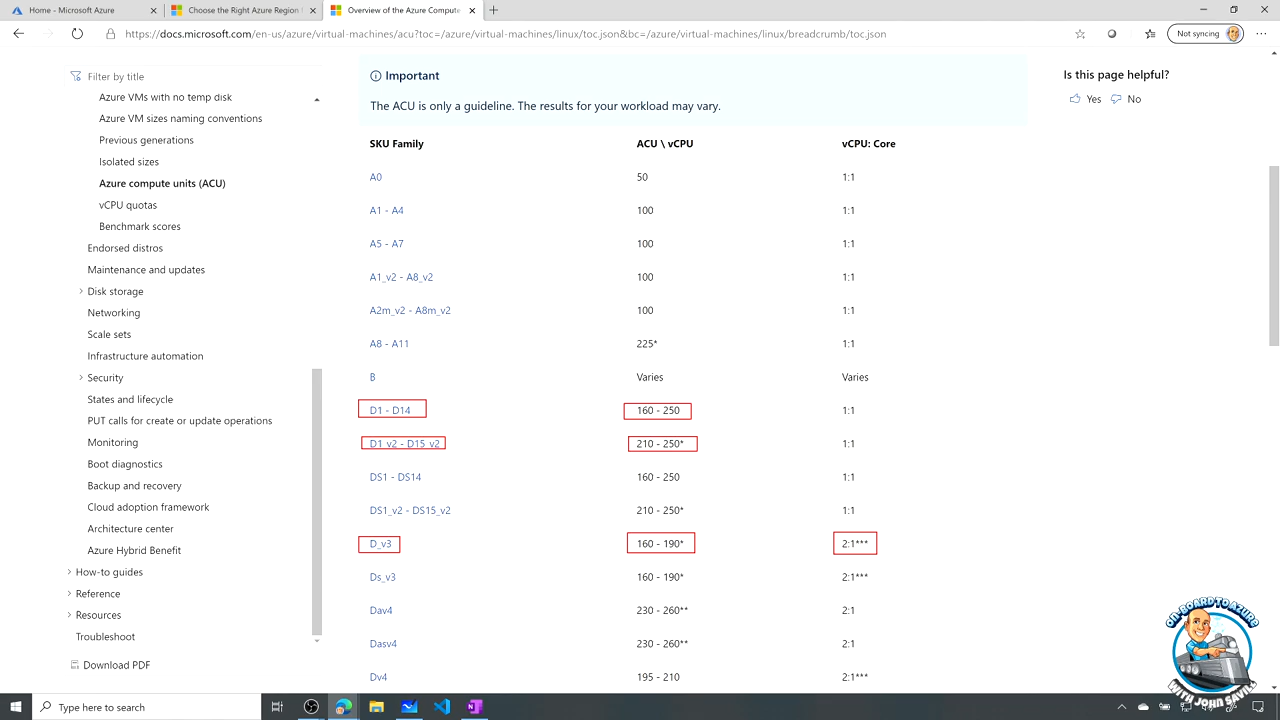 Home - Microsoft Azure
Choose the Right Azure Region
Overview of the Azure Compute
https://docs.microsoft.com/en-us/azure/virtual-machines/acu?toc=/azure/virtual-machines/linux/toc.json&bc=/azure/virtual-machines/linux/breadcrumb/toc.json
Not syncing
Filter by title
Azure VMs with no temp disk
Azure VM sizes naming conventions
Previous generations
Isolated sizes
Azure compute units (ACU)
vCPU quotas
Benchmark scores
Endorsed distros
Maintenance and updates
Disk storage
Networking
Scale sets
Infrastructure automation
Security
States and lifecycle
PUT calls for create or update operations
Monitoring
Boot diagnostics
Backup and recovery
Cloud adoption framework
Architecture center
Azure Hybrid Benefit
How-to guides
Reference
Resources
Troubleshoot
Download PDF
Important
The ACU is only a guideline. The results for your workload may vary.
SKU Family ACU \ vCPU vCPU: Core
A0 50 1:1
A1 - A4 100 1:1
A5 - A7 100 1:1
A1_v2 - A8_v2 100 1:1
A2m_v2 - A8m_v2 100 1:1
A8 - A11 225* 1:1
B Varies Varies
D1 - D14 160 - 250 1:1
D1_v2 - D15_v2 210 - 250* 1:1
DS1 - DS14 160 - 250 1:1
DS1_v2 - DS15_v2 210 - 250* 1:1
D_v3 160 - 190* 2:1***
Ds_v3 160 - 190* 2:1***
Dav4 230 - 260** 2:1
Dasv4 230 - 260** 2:1
Dv4 195 - 210 2:1***
Is this page helpful?
Yes No
ON-BOARD TO AZURE
WITH JOHN SAVILL
Type here to search